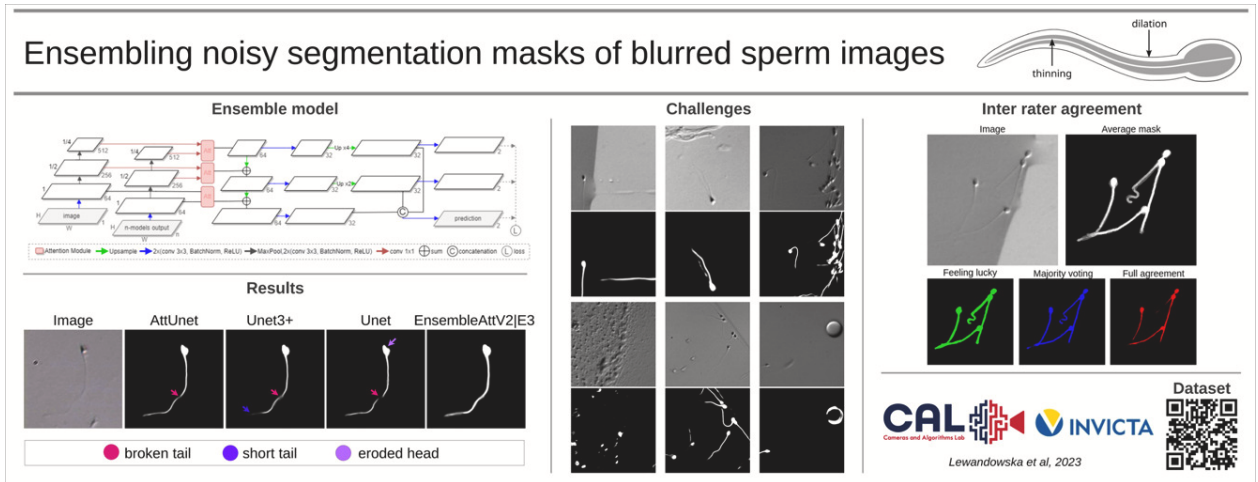 Ensembling noisy segmentation masks of blurred sperm images
dilation
thinning
Ensemble model
1/4
512
1/2
256
1
64
H
image
W
1
1/4
512
1/2
256
1
64
H
n-models output
W
n
64
32
Up x4
32
2
64
32
Up x2
32
2
64
32
C
prediction
2
L
Attention Module
Upsample
2x(conv 3x3, BatchNorm, ReLU)
MaxPool,2x(conv 3x3, BatchNorm, ReLU)
conv 1x1
sum
C concatenation
L loss
Results
Image
AttUnet
Unet3+
Unet
EnsembleAttV2|E3
broken tail
short tail
eroded head
Challenges
Inter rater agreement
Image
Average mask
Feeling lucky
Majority voting
Full agreement
CAL
Cameras and Algorithms Lab
INVICTA
Dataset
Lewandowska et al, 2023